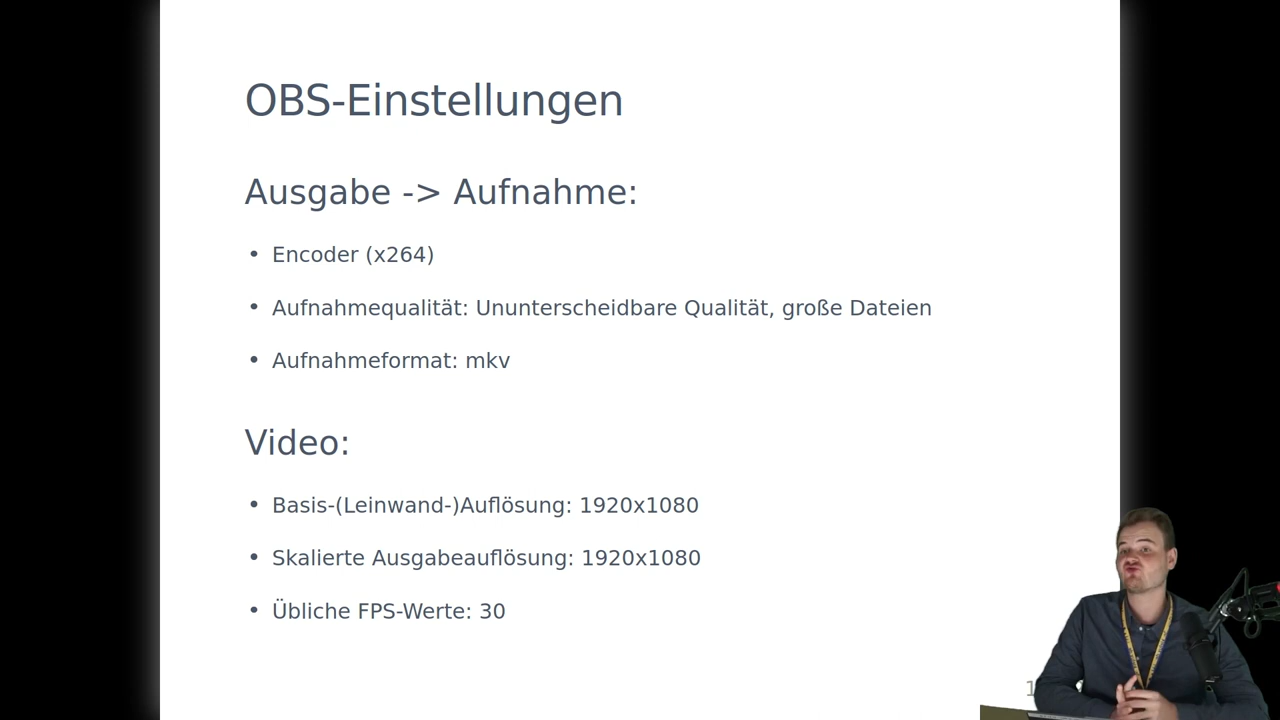 OBS-Einstellungen
Ausgabe -> Aufnahme:
• Encoder (x264)
• Aufnahmequalität: Ununterscheidbare Qualität, große Dateien
• Aufnahmeformat: mkv
Video:
• Basis-(Leinwand-)Auflösung: 1920x1080
• Skalierte Ausgabeauflösung: 1920x1080
• Übliche FPS-Werte: 30